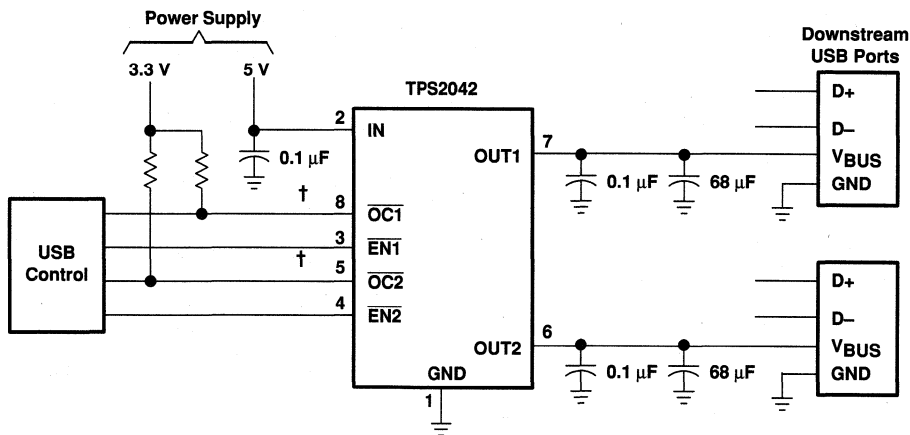 Power Supply
3.3 V
5 V
TPS2042
Downstream
USB Ports
2
IN
0.1 μF
OUT1
7
0.1 μF
68 μF
D+
D–
VBUS
GND
†
8
OC1
3
EN1
†
5
OC2
4
EN2
USB
Control
OUT2
6
0.1 μF
68 μF
D+
D–
VBUS
GND
GND
1